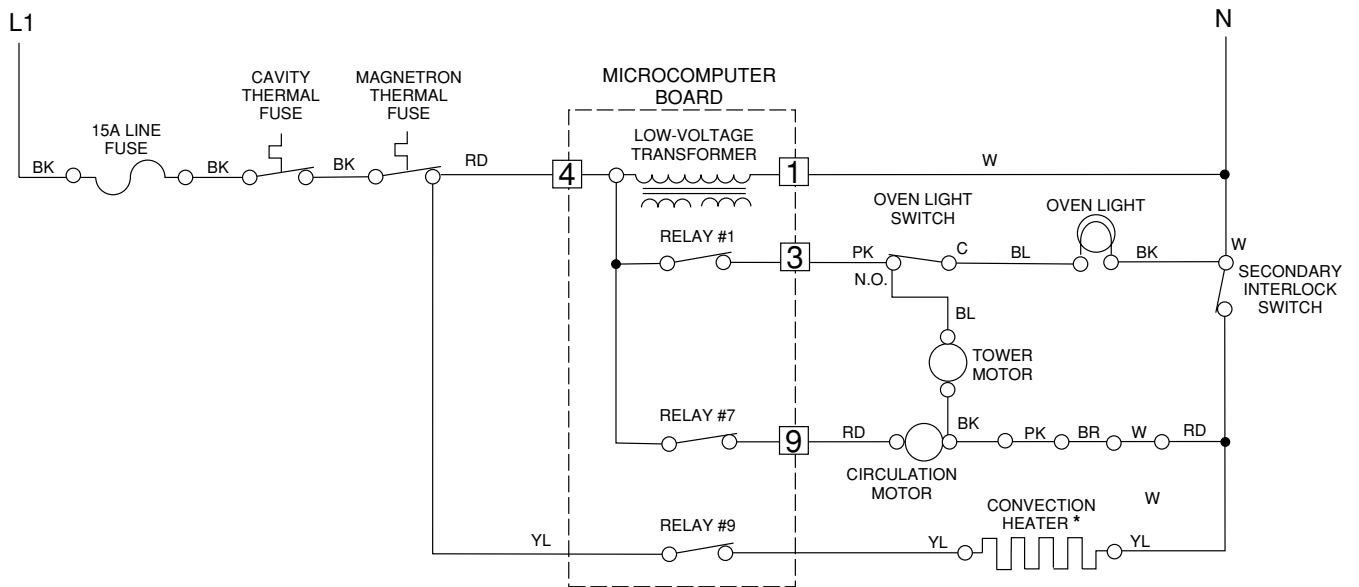 L1
N
CAVITY
THERMAL
FUSE
MAGNETRON
THERMAL
FUSE
MICROCOMPUTER
BOARD
15A LINE
FUSE
LOW-VOLTAGE
TRANSFORMER
BK
BK
BK
RD
4
1
W
OVEN LIGHT
SWITCH
OVEN LIGHT
RELAY #1
3
PK
C
BL
BK
W
N.O.
SECONDARY
INTERLOCK
SWITCH
BL
TOWER
MOTOR
RELAY #7
9
RD
BK
PK
BR
W
RD
CIRCULATION
MOTOR
W
CONVECTION
HEATER *
YL
RELAY #9
YL
YL